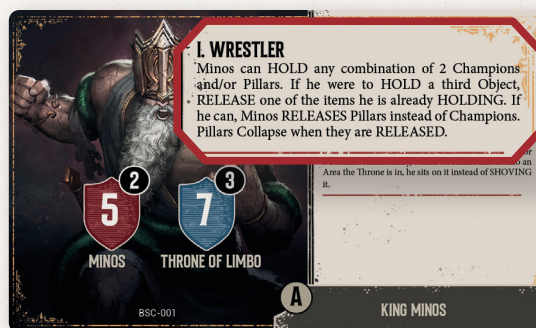 I. WRESTLER
Minos can HOLD any combination of 2 Champions
and/or Pillars. If he were to HOLD a third Object,
RELEASE one of the items he is already HOLDING. If
he can, Minos RELEASES Pillars instead of Champions.
Pillars Collapse when they are RELEASED.
or
an
Area the Throne is in, he sits on it instead of SHOVING
it.
2
5
MINOS
3
7
THRONE OF LIMBO
BSC-001
A
KING MINOS